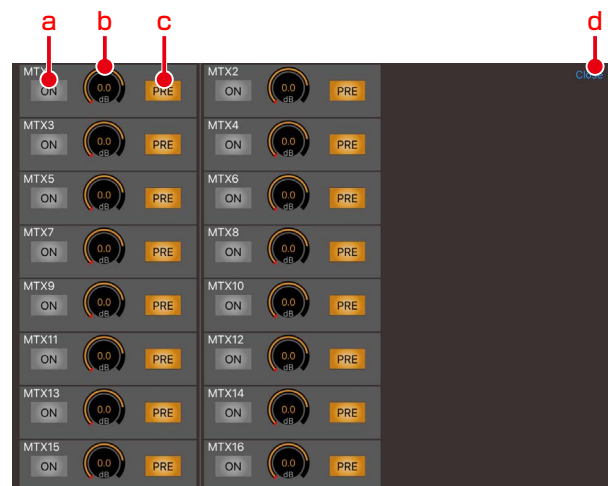 a b c d
MTX1 MTX2 Close
ON 0.0 dB PRE ON 0.0 dB PRE
MTX3 MTX4
ON 0.0 dB PRE ON 0.0 dB PRE
MTX5 MTX6
ON 0.0 dB PRE ON 0.0 dB PRE
MTX7 MTX8
ON 0.0 dB PRE ON 0.0 dB PRE
MTX9 MTX10
ON 0.0 dB PRE ON 0.0 dB PRE
MTX11 MTX12
ON 0.0 dB PRE ON 0.0 dB PRE
MTX13 MTX14
ON 0.0 dB PRE ON 0.0 dB PRE
MTX15 MTX16
ON 0.0 dB PRE ON 0.0 dB PRE